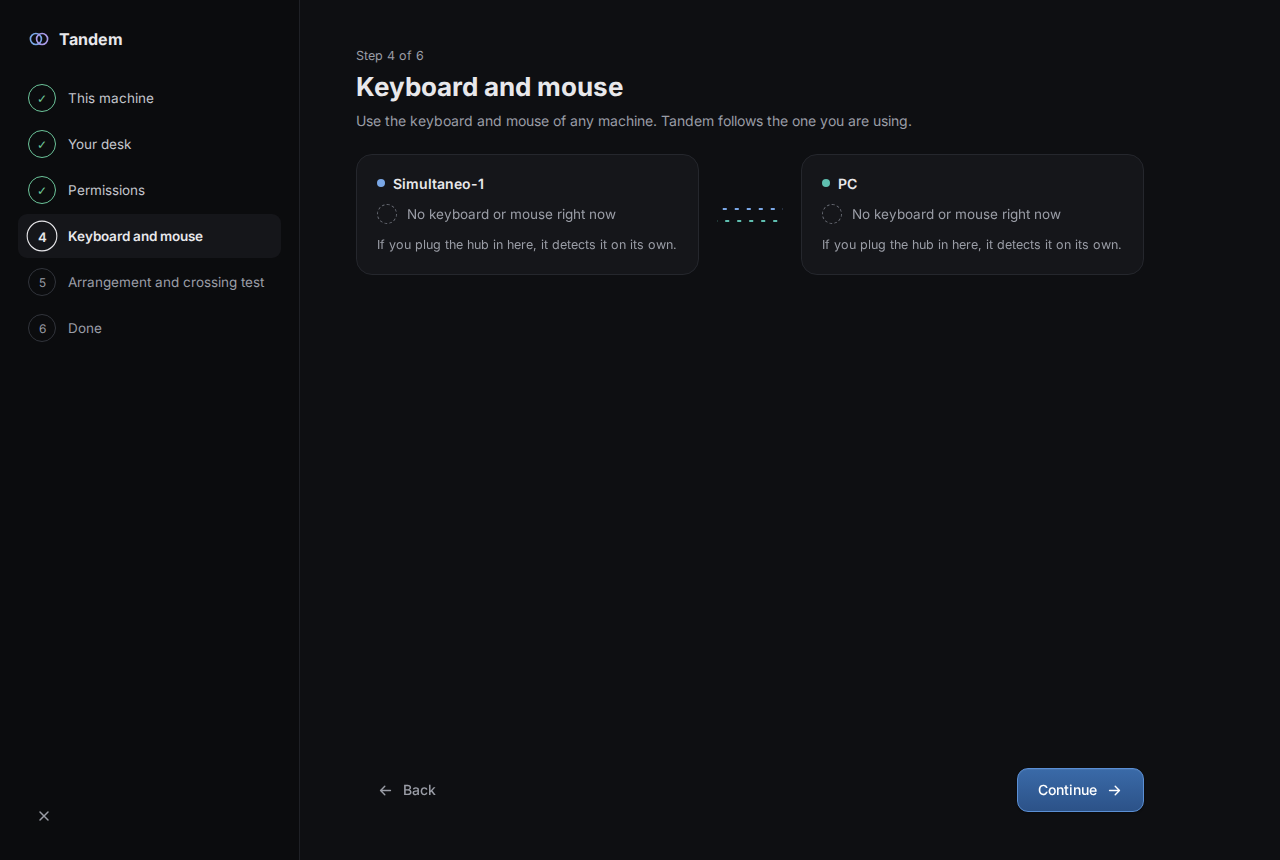 Tandem
✓ This machine
✓ Your desk
✓ Permissions
4 Keyboard and mouse
5 Arrangement and crossing test
6 Done
Step 4 of 6
Keyboard and mouse
Use the keyboard and mouse of any machine. Tandem follows the one you are using.
Simultaneo-1
No keyboard or mouse right now
If you plug the hub in here, it detects it on its own.
PC
No keyboard or mouse right now
If you plug the hub in here, it detects it on its own.
← Back
Continue →